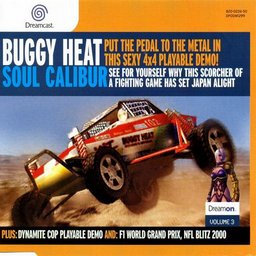 Dreamcast.
BUGGY HEAT
PUT THE PEDAL TO THE METAL IN
THIS SEXY 4x4 PLAYABLE DEMO!
SOUL CALIBUR
SEE FOR YOURSELF WHY THIS SCORCHER OF
A FIGHTING GAME HAS SET JAPAN ALIGHT
BUGGY HEAT
Dreamon
VOLUME 3
PLUS: DYNAMITE COP PLAYABLE DEMO AND: F1 WORLD GRAND PRIX, NFL BLITZ 2000